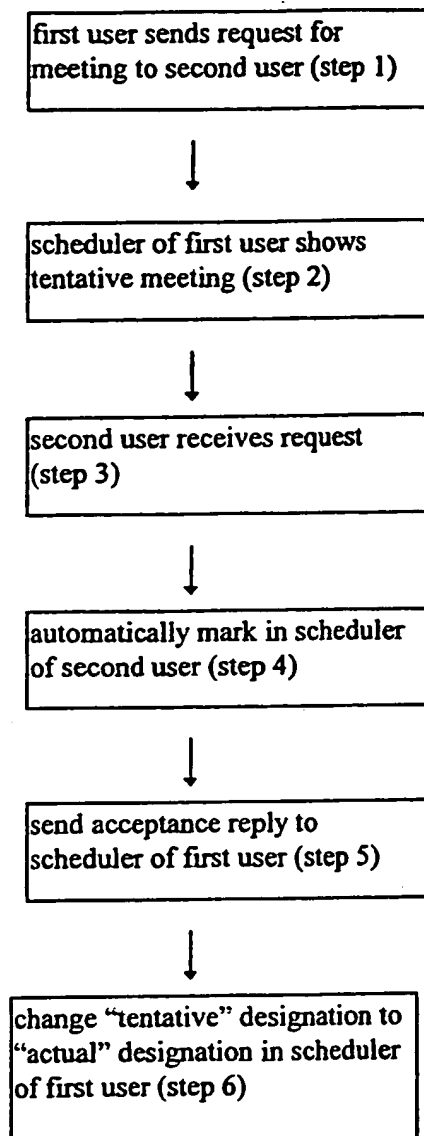 first user sends request for
meeting to second user (step 1)
scheduler of first user shows
tentative meeting (step 2)
second user receives request
(step 3)
automatically mark in scheduler
of second user (step 4)
send acceptance reply to
scheduler of first user (step 5)
change “tentative” designation to
“actual” designation in scheduler
of first user (step 6)